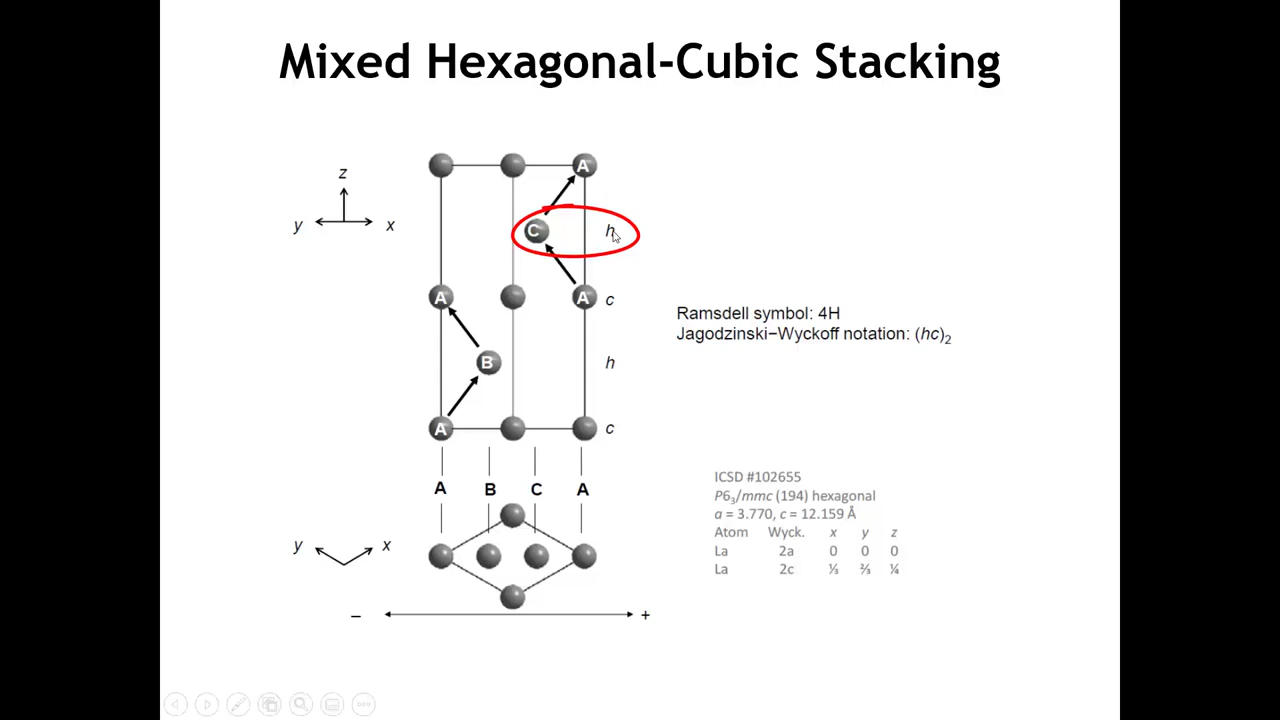 Mixed Hexagonal-Cubic Stacking
z
y x
A
C h
A A c
B h
A c
Ramsdell symbol: 4H
Jagodzinski–Wyckoff notation: (hc)₂
A B C A
y x
– +
ICSD #102655
P6₃/mmc (194) hexagonal
a = 3.770, c = 12.159 Å
Atom Wyck. x y z
La 2a 0 0 0
La 2c ⅓ ⅔ ¼